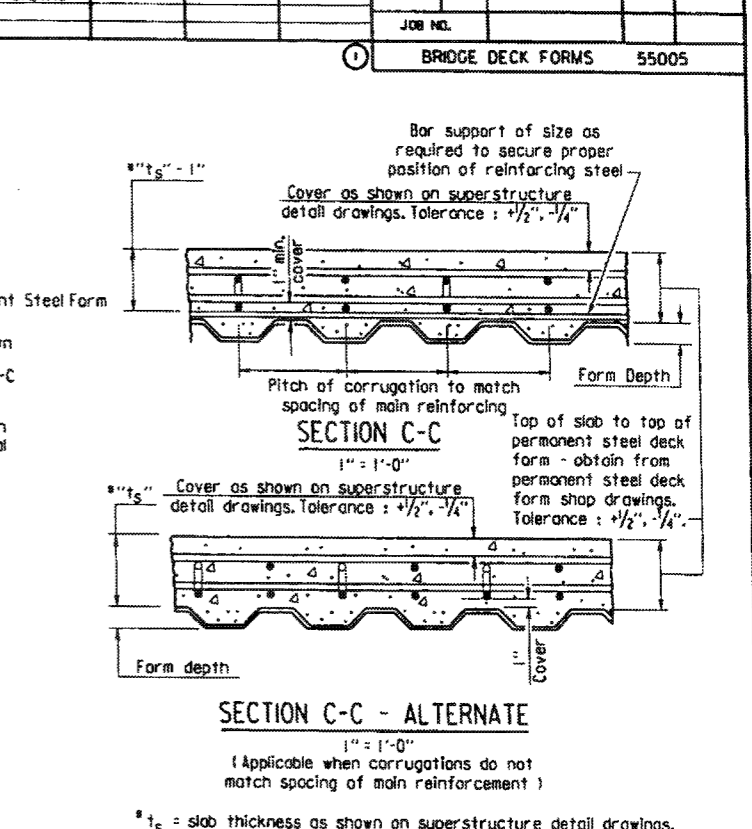 JOB NO.
1 BRIDGE DECK FORMS 55005
Bar support of size as
required to secure proper
position of reinforcing steel
*"ts" - 1"
Cover as shown on superstructure
detail drawings. Tolerance : +1/2", -1/4"
1" min.
cover
nt Steel Form
n
-C
n
al
Form Depth
Pitch of corrugation to match
spacing of main reinforcing
SECTION C-C
1" = 1'-0"
Top of slab to top of
permanent steel deck
form - obtain from
permanent steel deck
form shop drawings.
Tolerance : +1/2", -1/4".
*"ts"
Cover as shown on superstructure
detail drawings. Tolerance : +1/2", -1/4"
1"
Cover
Form depth
SECTION C-C - ALTERNATE
1" = 1'-0"
( Applicable when corrugations do not
match spacing of main reinforcement )
* ts = slab thickness as shown on superstructure detail drawings.